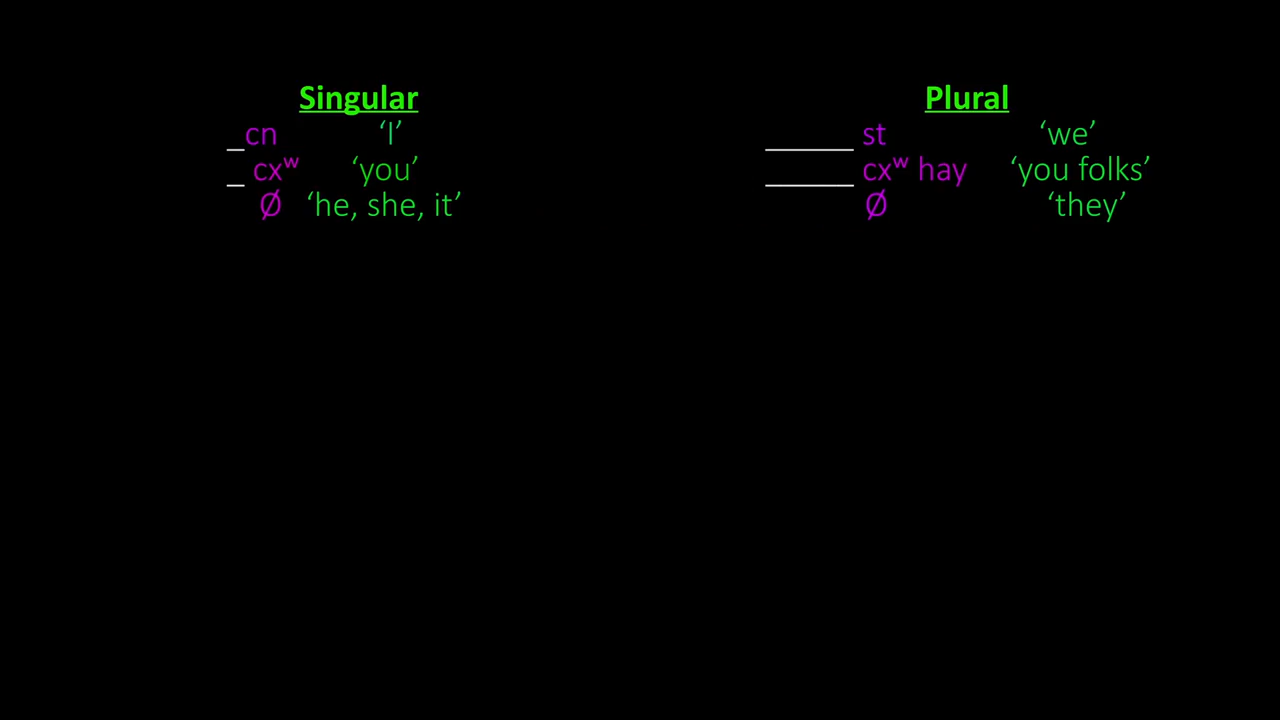 Singular Plural
_cn ‘I’ ______ st ‘we’
_ cxʷ ‘you’ ______ cxʷ hay ‘you folks’
Ø ‘he, she, it’ Ø ‘they’